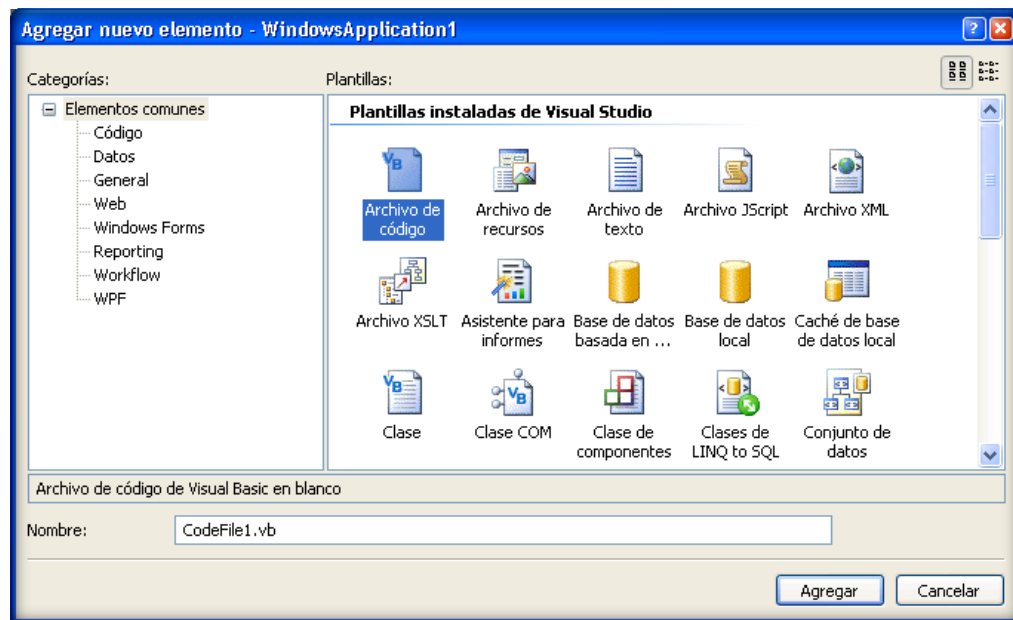 Agregar nuevo elemento - WindowsApplication1
Categorías:
Plantillas:
Elementos comunes
Código
Datos
General
Web
Windows Forms
Reporting
Workflow
WPF
Plantillas instaladas de Visual Studio
Archivo de código
Archivo de recursos
Archivo de texto
Archivo JScript
Archivo XML
Archivo XSLT
Asistente para informes
Base de datos basada en ...
Base de datos local
Caché de base de datos local
Clase
Clase COM
Clase de componentes
Clases de LINQ to SQL
Conjunto de datos
Archivo de código de Visual Basic en blanco
Nombre:
CodeFile1.vb
Agregar
Cancelar